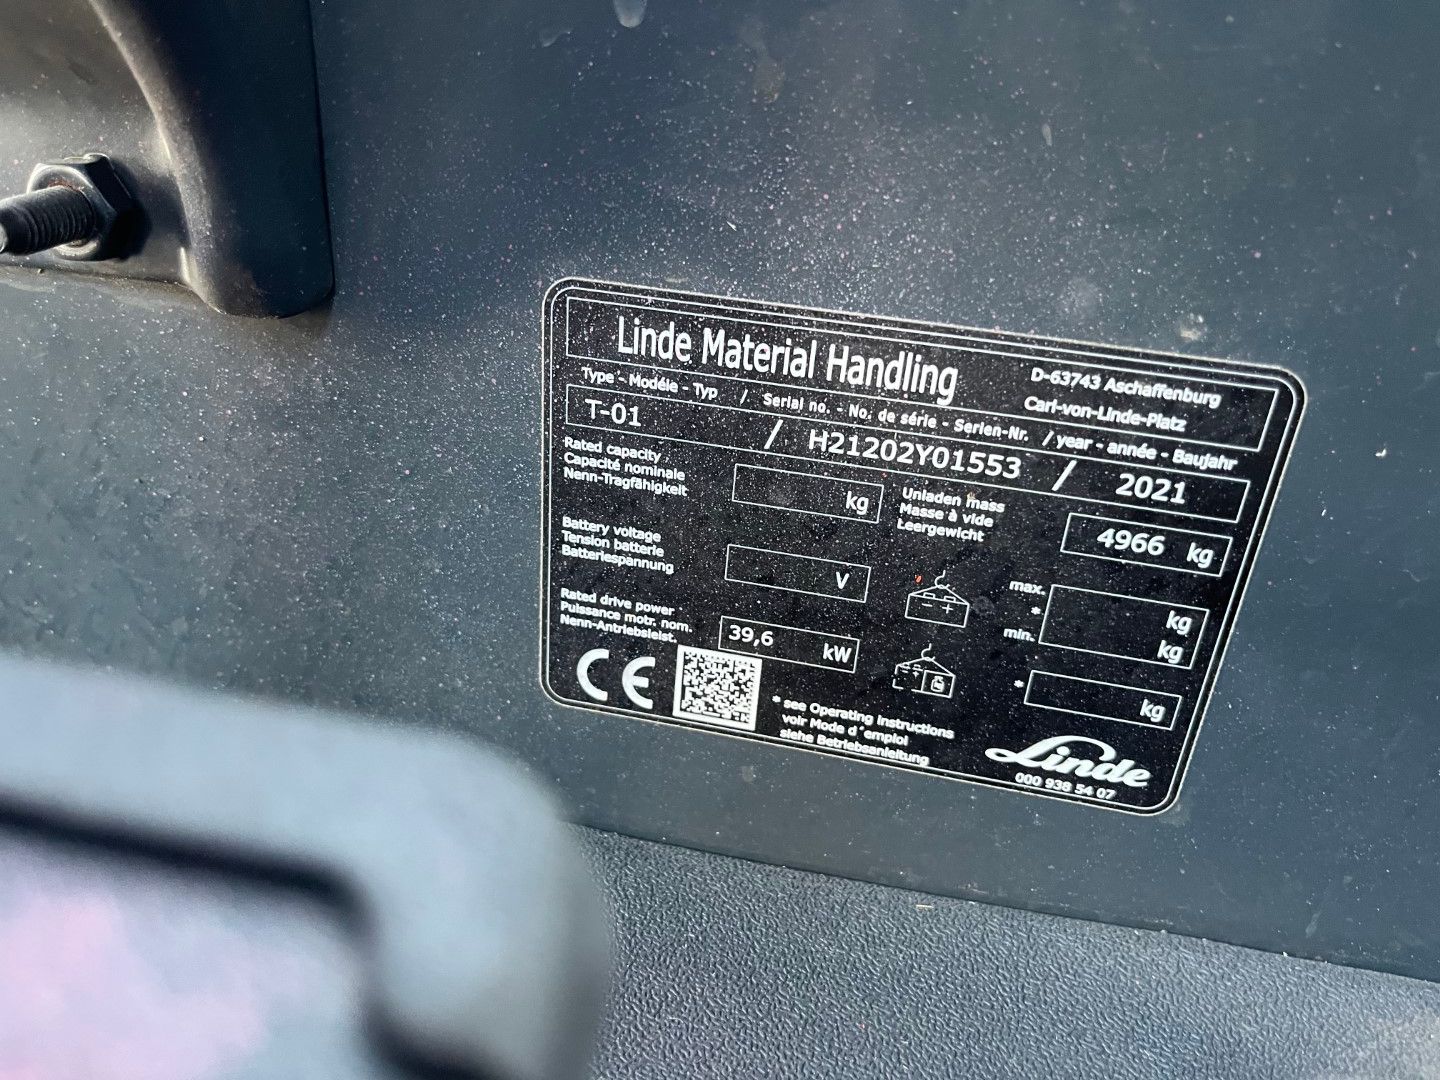 Linde Material Handling
D-63743 Aschaffenburg
Carl-von-Linde-Platz
Type - Modéle - Typ / Serial no. - No. de série - Serien-Nr. / year - année - Baujahr
T-01 / H21202Y01553 / 2021
Rated capacity
Capacité nominale
Nenn-Tragfähigkeit
kg
Unladen mass
Masse à vide
Leergewicht
4966 kg
Battery voltage
Tension batterie
Batteriespannung
V
max.
kg
*
min.
kg
Rated drive power
Puissance motr. nom.
Nenn-Antriebsleist.
39,6 kW
*
kg
CE
* see Operating instructions
voir Mode d´emploi
siehe Betriebsanleitung
Linde
000 938 54 07